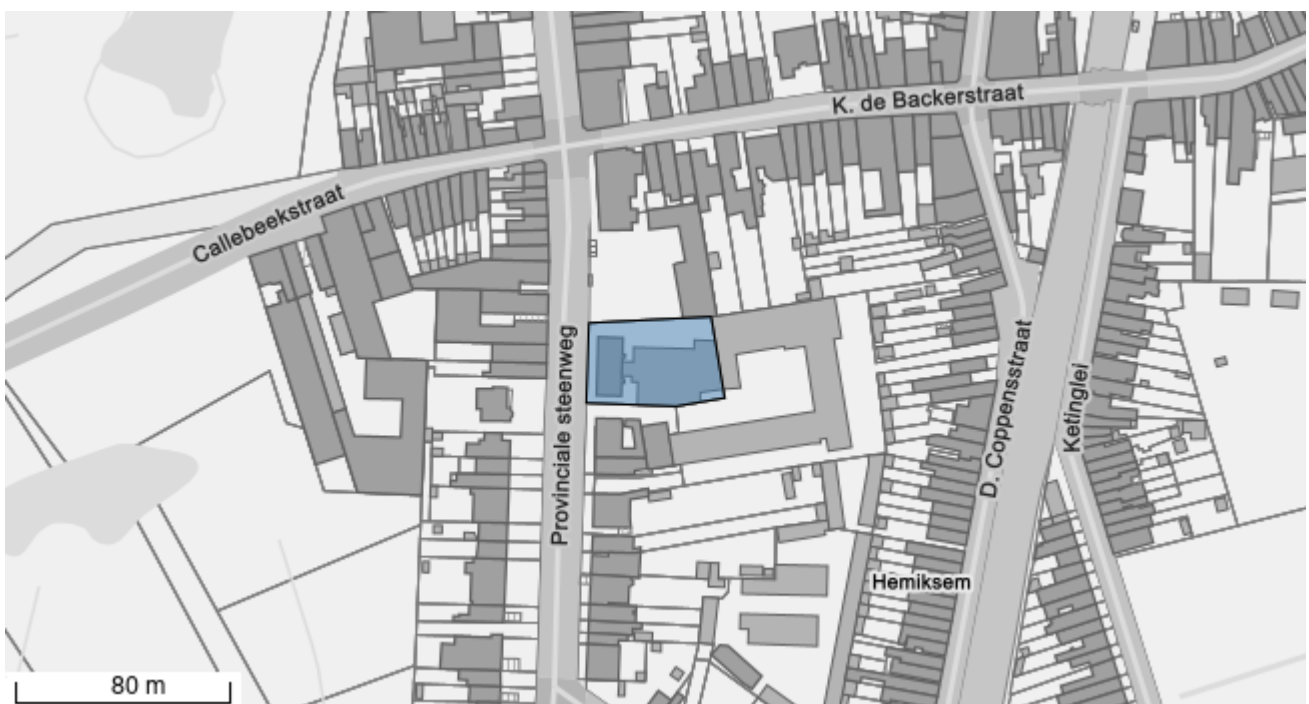 K. de Backerstraat
Callebeekstraat
Provinciale steenweg
D. Coppensstraat
Ketinglei
Hemiksem
80 m